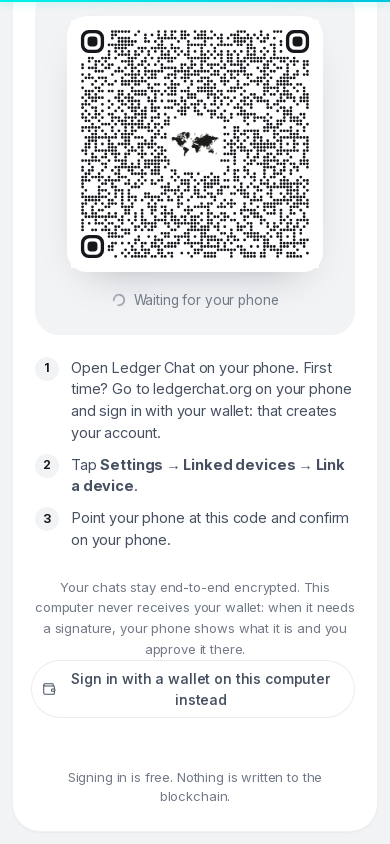 Waiting for your phone
1 Open Ledger Chat on your phone. First
time? Go to ledgerchat.org on your phone
and sign in with your wallet: that creates
your account.
2 Tap Settings → Linked devices → Link
a device.
3 Point your phone at this code and confirm
on your phone.
Your chats stay end-to-end encrypted. This
computer never receives your wallet: when it needs
a signature, your phone shows what it is and you
approve it there.
Sign in with a wallet on this computer
instead
Signing in is free. Nothing is written to the
blockchain.